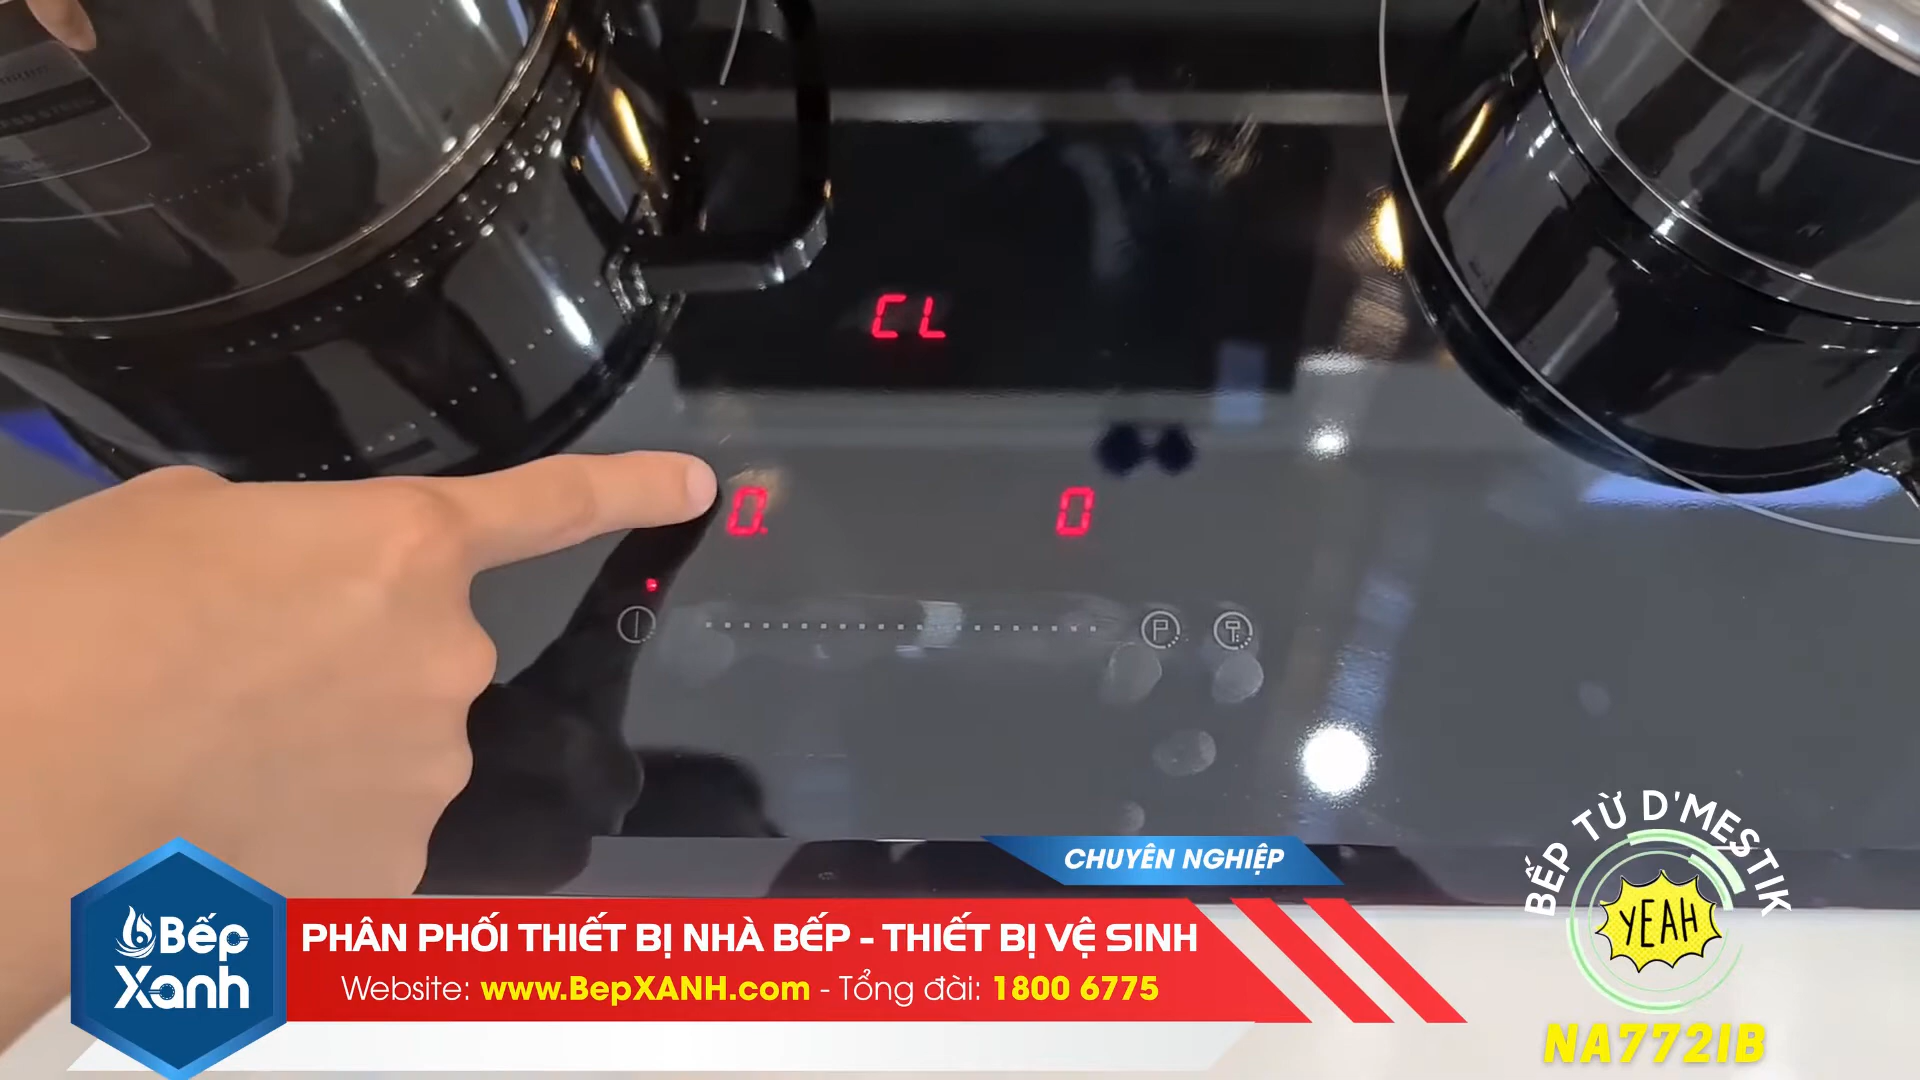 CL
0.
0
P
T
CHUYÊN NGHIỆP
Bếp
Xanh
PHÂN PHỐI THIẾT BỊ NHÀ BẾP - THIẾT BỊ VỆ SINH
Website: www.BepXANH.com - Tổng đài: 1800 6775
BẾP TỪ D'MESTIK
YEAH
NA772IB